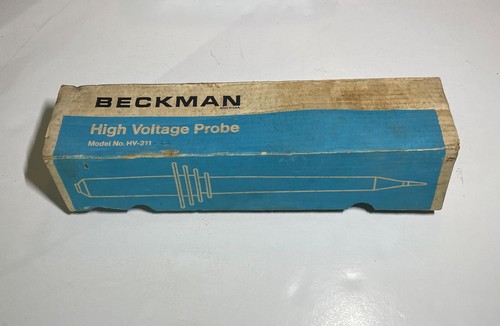 BECKMAN
High Voltage Probe
Model No. HV-211